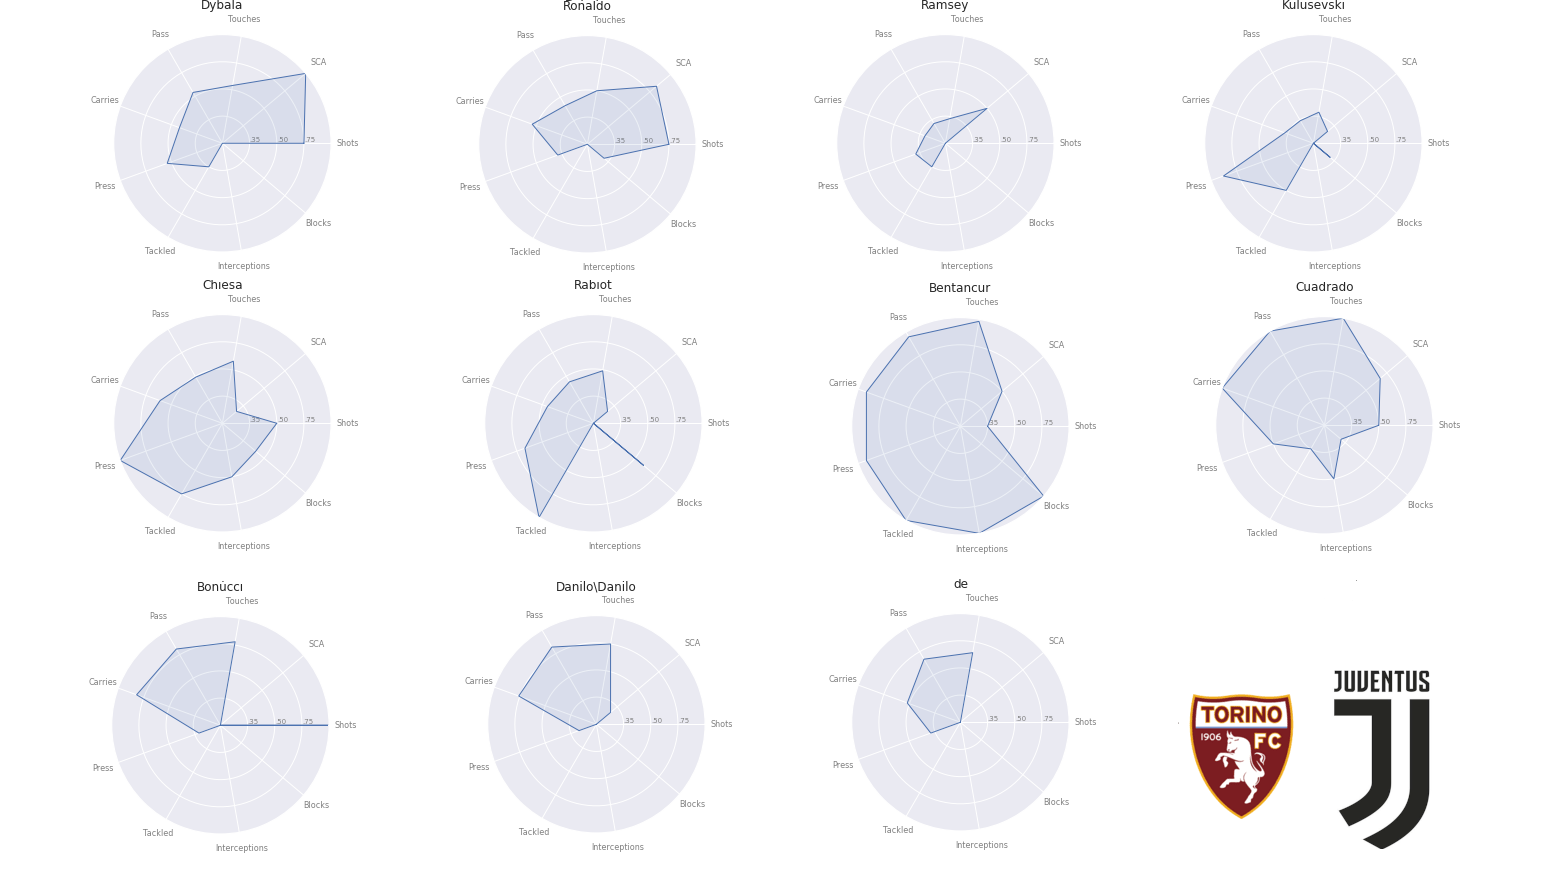 Dybala
Touches
Pass
SCA
Carries
.35 .50 .75
Shots
Press
Blocks
Tackled
Interceptions
Ronaldo
Touches
Pass
SCA
Carries
.35 .50 .75
Shots
Press
Blocks
Tackled
Interceptions
Ramsey
Touches
Pass
SCA
Carries
.35 .50 .75
Shots
Press
Blocks
Tackled
Interceptions
Kulusevski
Touches
Pass
SCA
Carries
.35 .50 .75
Shots
Press
Blocks
Tackled
Interceptions
Chiesa
Touches
Pass
SCA
Carries
.35 .50 .75
Shots
Press
Blocks
Tackled
Interceptions
Rabiot
Touches
Pass
SCA
Carries
.35 .50 .75
Shots
Press
Blocks
Tackled
Interceptions
Bentancur
Touches
Pass
SCA
Carries
.35 .50 .75
Shots
Press
Blocks
Tackled
Interceptions
Cuadrado
Touches
Pass
SCA
Carries
.35 .50 .75
Shots
Press
Blocks
Tackled
Interceptions
Bonucci
Touches
Pass
SCA
Carries
.35 .50 .75
Shots
Press
Blocks
Tackled
Interceptions
Danilo\Danilo
Touches
Pass
SCA
Carries
.35 .50 .75
Shots
Press
Blocks
Tackled
Interceptions
de
Touches
Pass
SCA
Carries
.35 .50 .75
Shots
Press
Blocks
Tackled
Interceptions
TORINO
1906 FC
JUVENTUS